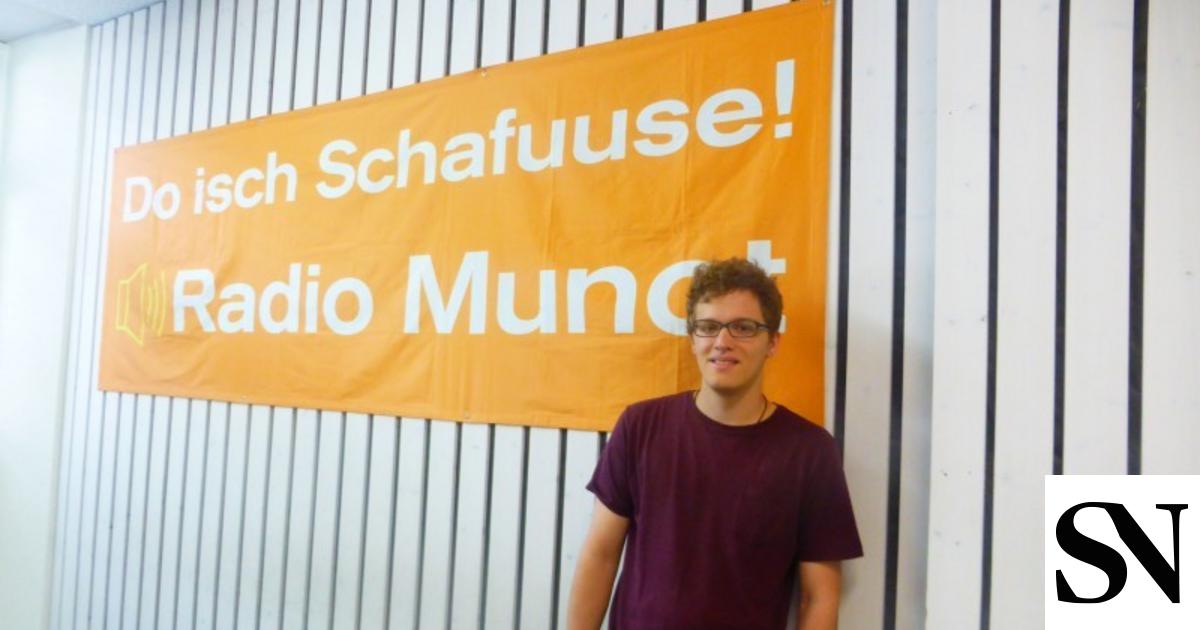 Do isch Schafuuse!
Radio Munot
SN